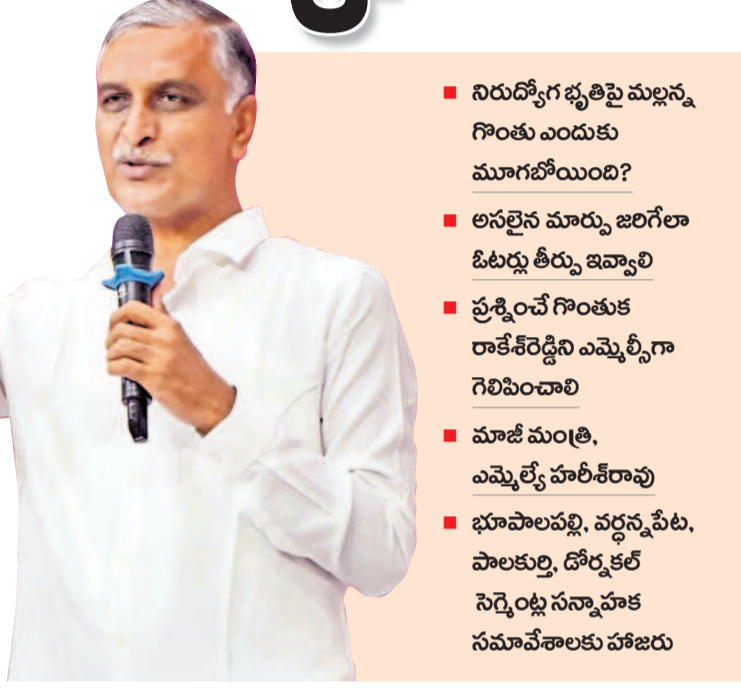 నిరుద్యోగ భృతిపై మల్లన్న
గొంతు ఎందుకు
మూగబోయింది?
అసలైన మార్పు జరిగేలా
ఓటర్లు తీర్పు ఇవ్వాలి
ప్రశ్నించే గొంతుక
రాకేశ్‌రెడ్డిని ఎమ్మెల్సీగా
గెలిపించాలి
మాజీ మంత్రి,
ఎమ్మెల్యే హరీశ్‌రావు
భూపాలపల్లి, వర్ధన్నపేట,
పాలకుర్తి, డోర్నకల్
సెగ్మెంట్ల సన్నాహక
సమావేశాలకు హాజరు